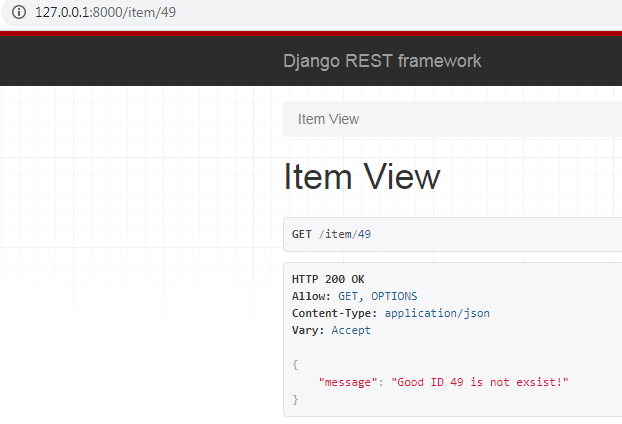 127.0.0.1:8000/item/49
Django REST framework
Item View
Item View
GET /item/49
HTTP 200 OK
Allow: GET, OPTIONS
Content-Type: application/json
Vary: Accept
{
"message": "Good ID 49 is not exsist!"
}